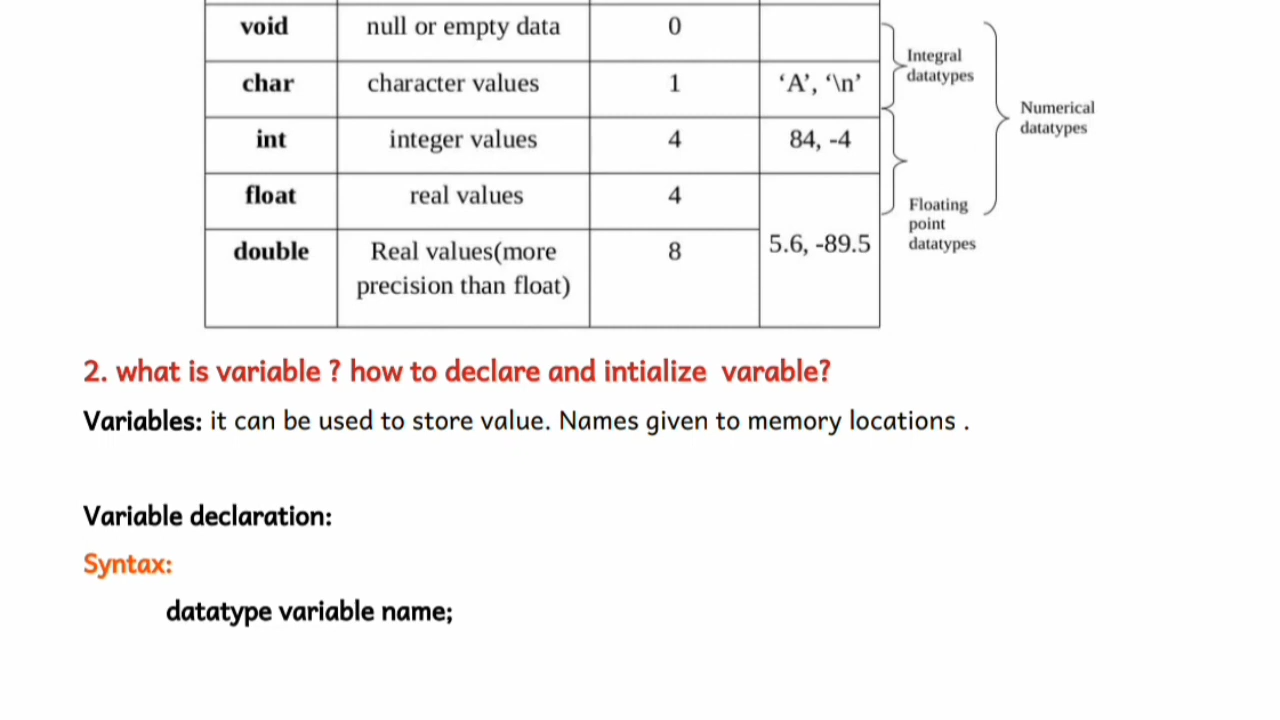 void null or empty data 0
char character values 1 ‘A’, ‘\n’
int integer values 4 84, -4
float real values 4
double Real values(more precision than float) 8 5.6, -89.5
Integral
datatypes
Numerical
datatypes
Floating
point
datatypes
2. what is variable ? how to declare and intialize varable?
Variables: it can be used to store value. Names given to memory locations .
Variable declaration:
Syntax:
datatype variable name;